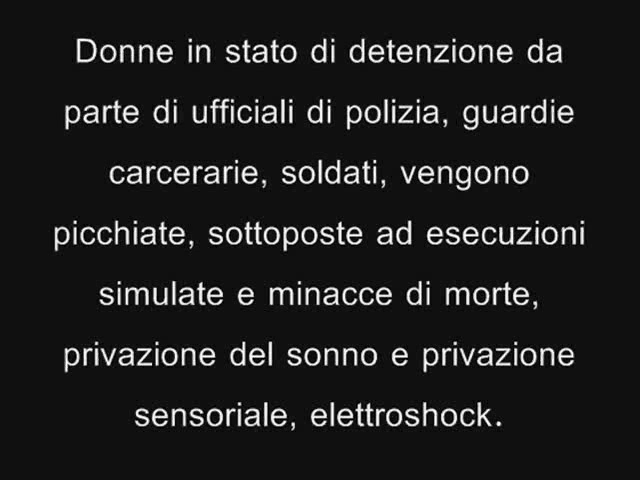 Donne in stato di detenzione da
parte di ufficiali di polizia, guardie
carcerarie, soldati, vengono
picchiate, sottoposte ad esecuzioni
simulate e minacce di morte,
privazione del sonno e privazione
sensoriale, elettroshock.